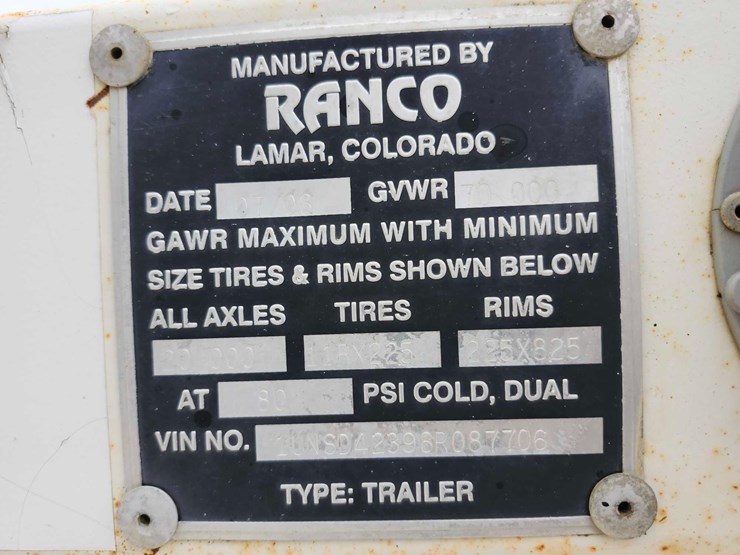 MANUFACTURED BY
RANCO
LAMAR, COLORADO
DATE GVWR
GAWR MAXIMUM WITH MINIMUM
SIZE TIRES & RIMS SHOWN BELOW
ALL AXLES TIRES RIMS
AT 80 PSI COLD, DUAL
VIN NO.
TYPE: TRAILER